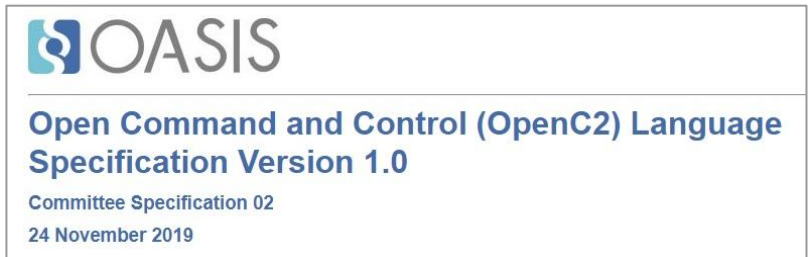 OASIS
Open Command and Control (OpenC2) Language
Specification Version 1.0
Committee Specification 02
24 November 2019